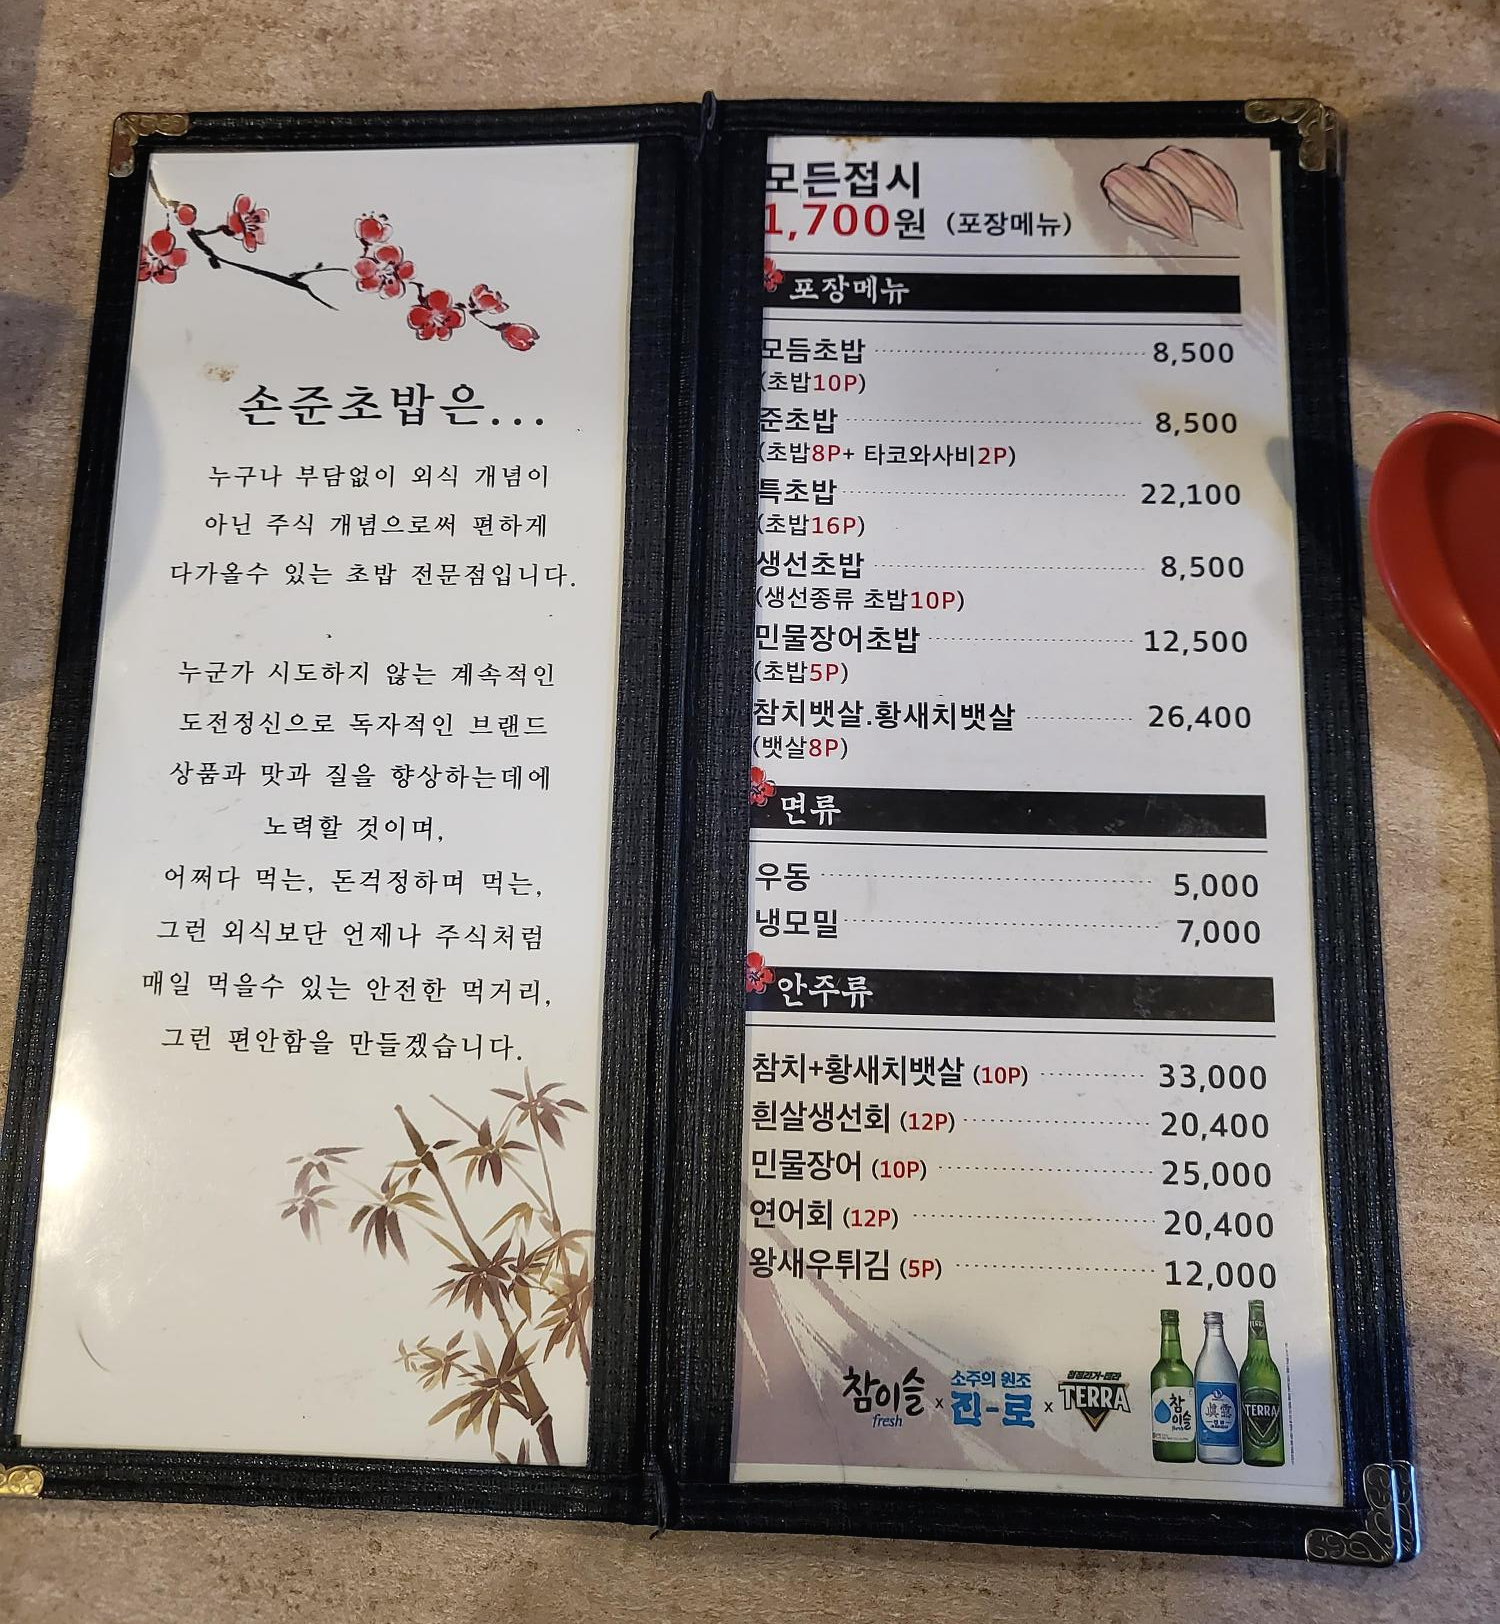 손준초밥은...
누구나 부담없이 외식 개념이
아닌 주식 개념으로써 편하게
다가올수 있는 초밥 전문점입니다.
누군가 시도하지 않는 계속적인
도전정신으로 독자적인 브랜드
상품과 맛과 질을 향상하는데에
노력할 것이며,
어쩌다 먹는, 돈걱정하며 먹는,
그런 외식보단 언제나 주식처럼
매일 먹을수 있는 안전한 먹거리,
그런 편안함을 만들겠습니다.
모든접시
1,700원 (포장메뉴)
포장메뉴
모듬초밥 8,500
(초밥10P)
준초밥 8,500
(초밥8P+ 타코와사비2P)
특초밥 22,100
(초밥16P)
생선초밥 8,500
(생선종류 초밥10P)
민물장어초밥 12,500
(초밥5P)
참치뱃살.황새치뱃살 26,400
(뱃살8P)
면류
우동 5,000
냉모밀 7,000
안주류
참치+황새치뱃살 (10P) 33,000
흰살생선회 (12P) 20,400
민물장어 (10P) 25,000
연어회 (12P) 20,400
왕새우튀김 (5P) 12,000
참이슬 fresh x 소주의 원조 진-로 x 청정라거-테라 TERRA
TERRA
참이슬
TERRA